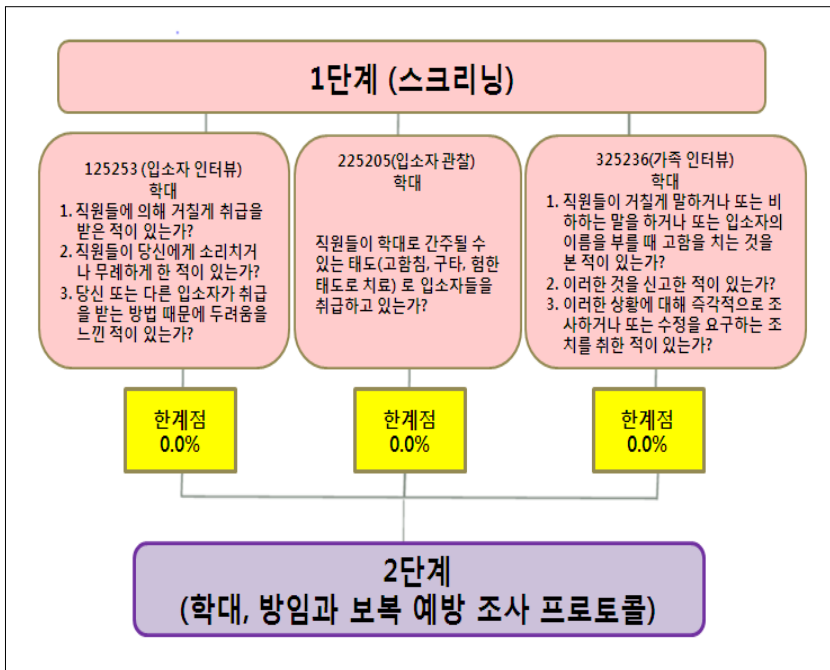 1단계 (스크리닝)
125253 (입소자 인터뷰)
학대
1. 직원들에 의해 거칠게 취급을
받은 적이 있는가?
2. 직원들이 당신에게 소리치거
나 무례하게 한 적이 있는가?
3. 당신 또는 다른 입소자가 취급
을 받는 방법 때문에 두려움을
느낀 적이 있는가?
225205(입소자 관찰)
학대
직원들이 학대로 간주될 수
있는 태도(고함침, 구타, 험한
태도로 치료) 로 입소자들을
취급하고 있는가?
325236(가족 인터뷰)
학대
1. 직원들이 거칠게 말하거나 또는 비
하하는 말을 하거나 또는 입소자의
이름을 부를 때 고함을 치는 것을
본 적이 있는가?
2. 이러한 것을 신고한 적이 있는가?
3. 이러한 상황에 대해 즉각적으로 조
사하거나 또는 수정을 요구하는 조
치를 취한 적이 있는가?
한계점
0.0%
한계점
0.0%
한계점
0.0%
2단계
(학대, 방임과 보복 예방 조사 프로토콜)